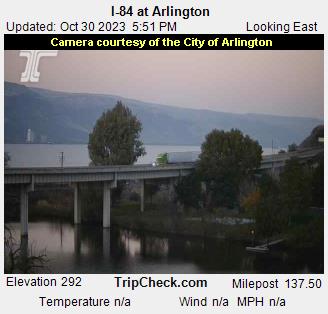 I-84 at Arlington
Updated: Oct 30 2023 5:51 PM Looking East
Camera courtesy of the City of Arlington
Elevation 292 TripCheck.com Milepost 137.50
Temperature n/a Wind n/a MPH n/a